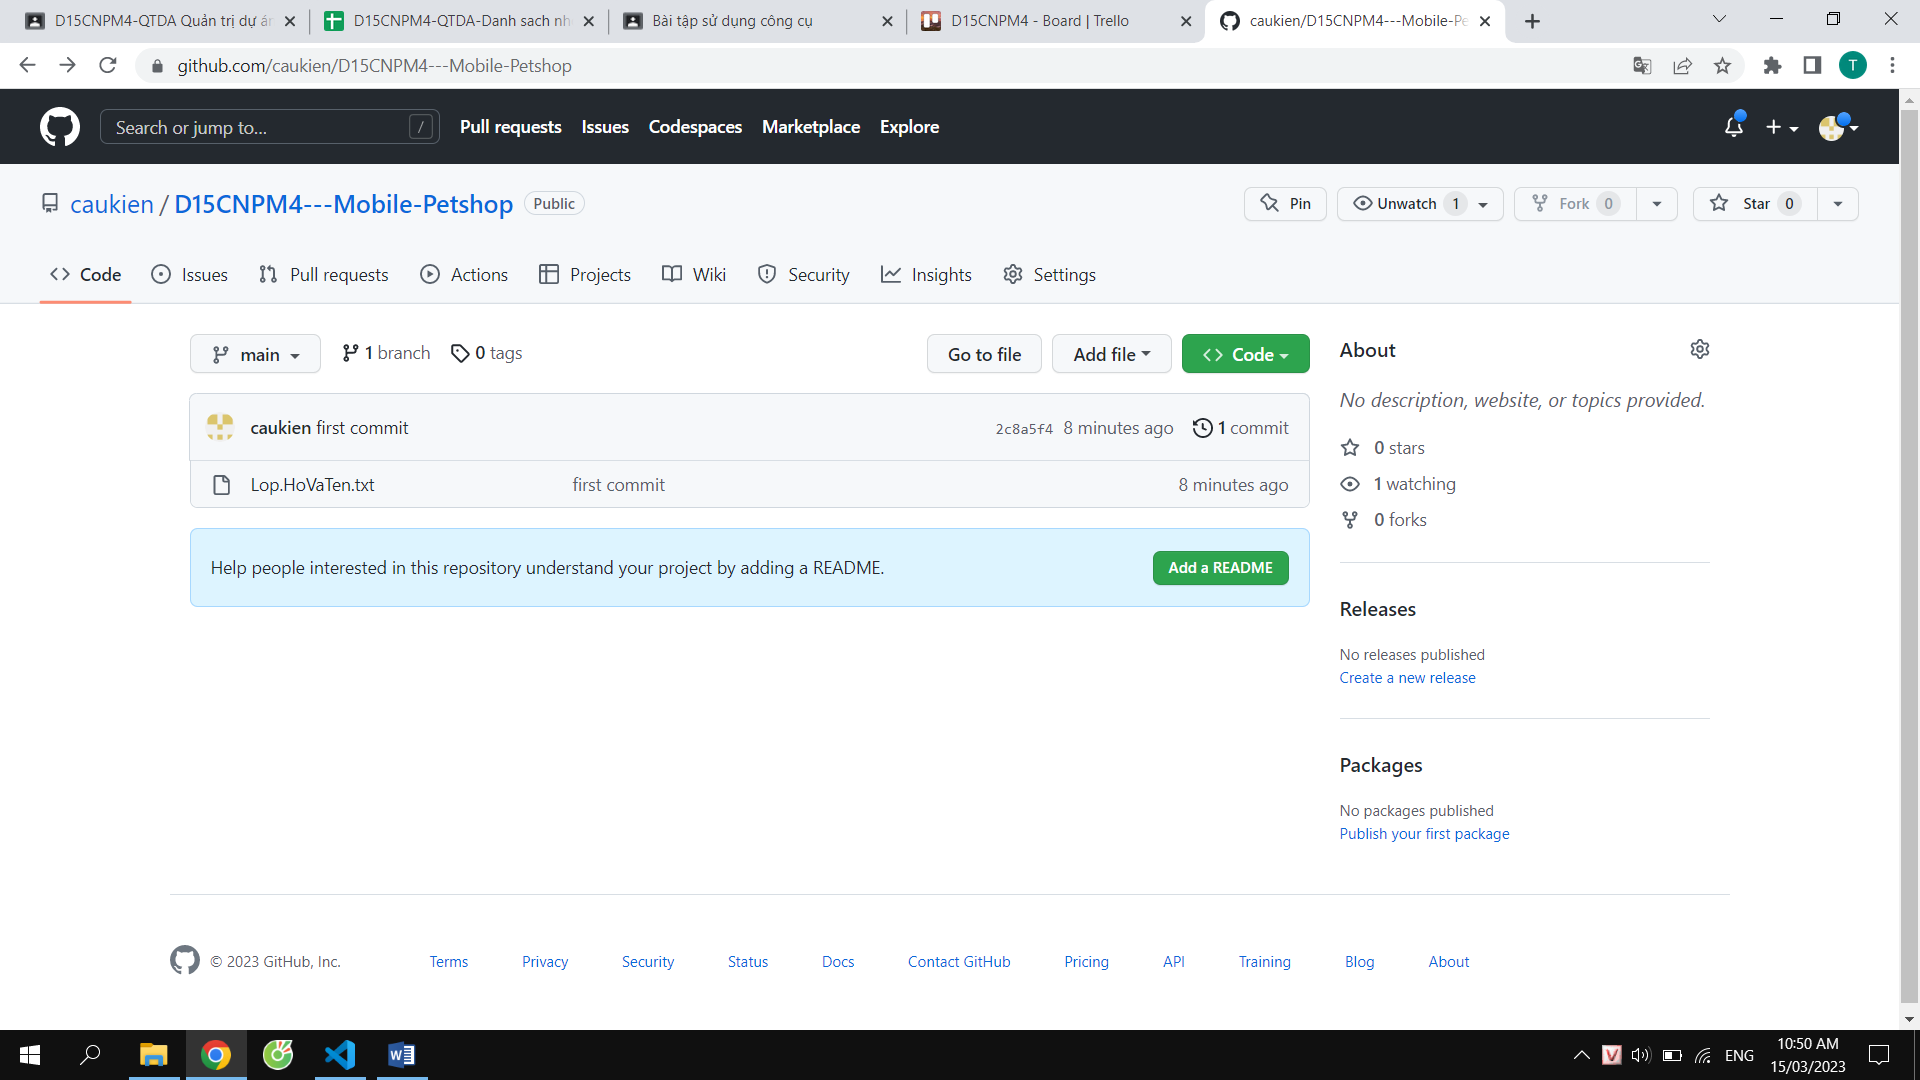 D15CNPM4-QTDA Quản trị dự án
D15CNPM4-QTDA-Danh sach nh
Bài tập sử dụng công cụ
D15CNPM4 - Board | Trello
caukien/D15CNPM4---Mobile-Pe
github.com/caukien/D15CNPM4---Mobile-Petshop
T
Search or jump to...
/
Pull requests
Issues
Codespaces
Marketplace
Explore
caukien / D15CNPM4---Mobile-Petshop
Public
Pin
Unwatch 1
Fork 0
Star 0
Code
Issues
Pull requests
Actions
Projects
Wiki
Security
Insights
Settings
main
1 branch
0 tags
Go to file
Add file
Code
caukien first commit
2c8a5f4 8 minutes ago
1 commit
Lop.HoVaTen.txt
first commit
8 minutes ago
Help people interested in this repository understand your project by adding a README.
Add a README
About
No description, website, or topics provided.
0 stars
1 watching
0 forks
Releases
No releases published
Create a new release
Packages
No packages published
Publish your first package
© 2023 GitHub, Inc.
Terms
Privacy
Security
Status
Docs
Contact GitHub
Pricing
API
Training
Blog
About
ENG
10:50 AM
15/03/2023